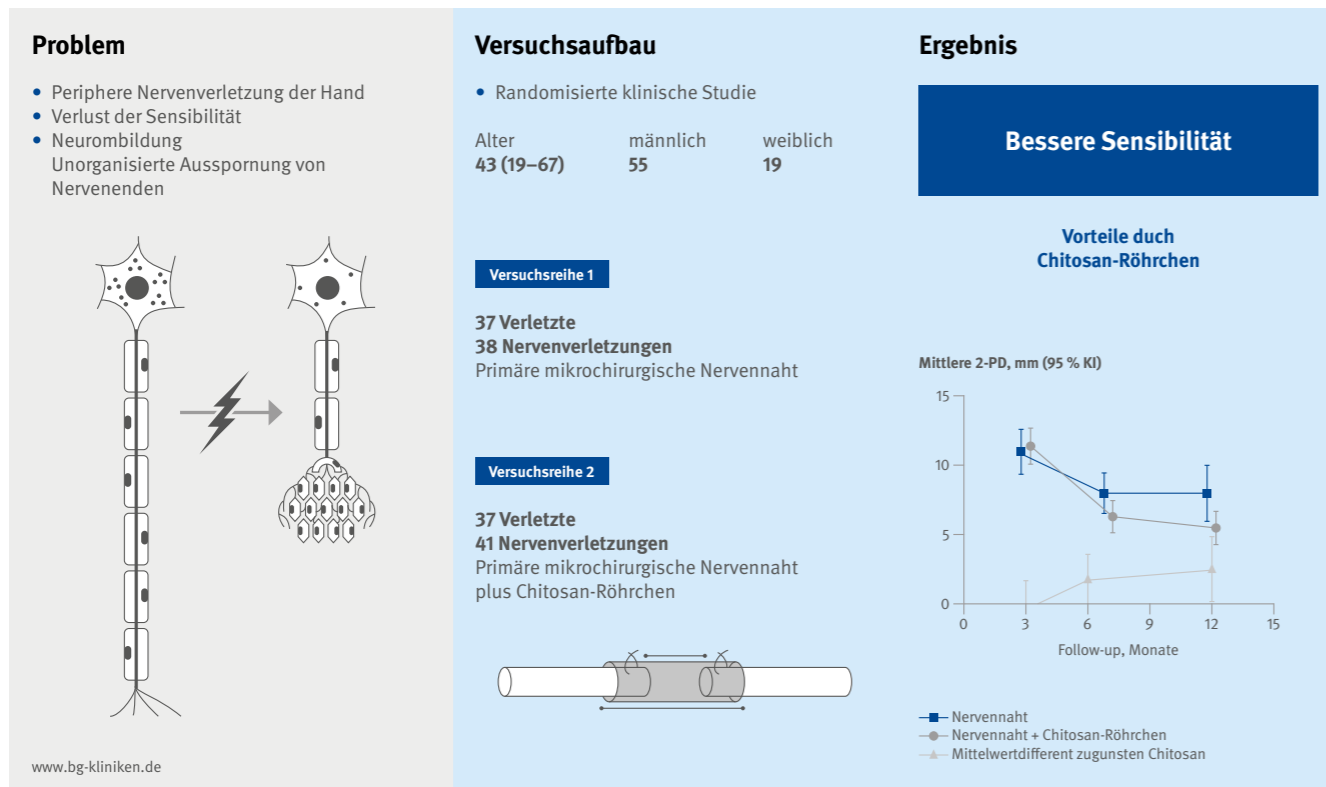 Problem
• Periphere Nervenverletzung der Hand
• Verlust der Sensibilität
• Neurombildung
Unorganisierte Ausspornung von
Nervenenden
www.bg-kliniken.de
Versuchsaufbau
• Randomisierte klinische Studie
Alter männlich weiblich
43 (19–67) 55 19
Versuchsreihe 1
37 Verletzte
38 Nervenverletzungen
Primäre mikrochirurgische Nervennaht
Versuchsreihe 2
37 Verletzte
41 Nervenverletzungen
Primäre mikrochirurgische Nervennaht
plus Chitosan-Röhrchen
Ergebnis
Bessere Sensibilität
Vorteile duch
Chitosan-Röhrchen
Mittlere 2-PD, mm (95 % KI)
15
10
5
0
0 3 6 9 12 15
Follow-up, Monate
Nervennaht
Nervennaht + Chitosan-Röhrchen
Mittelwertdifferent zugunsten Chitosan